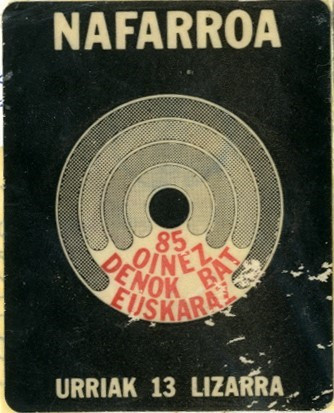 NAFARROA
85
OINEZ
DENOK BAT
EUSKARAZ
URRIAK 13 LIZARRA